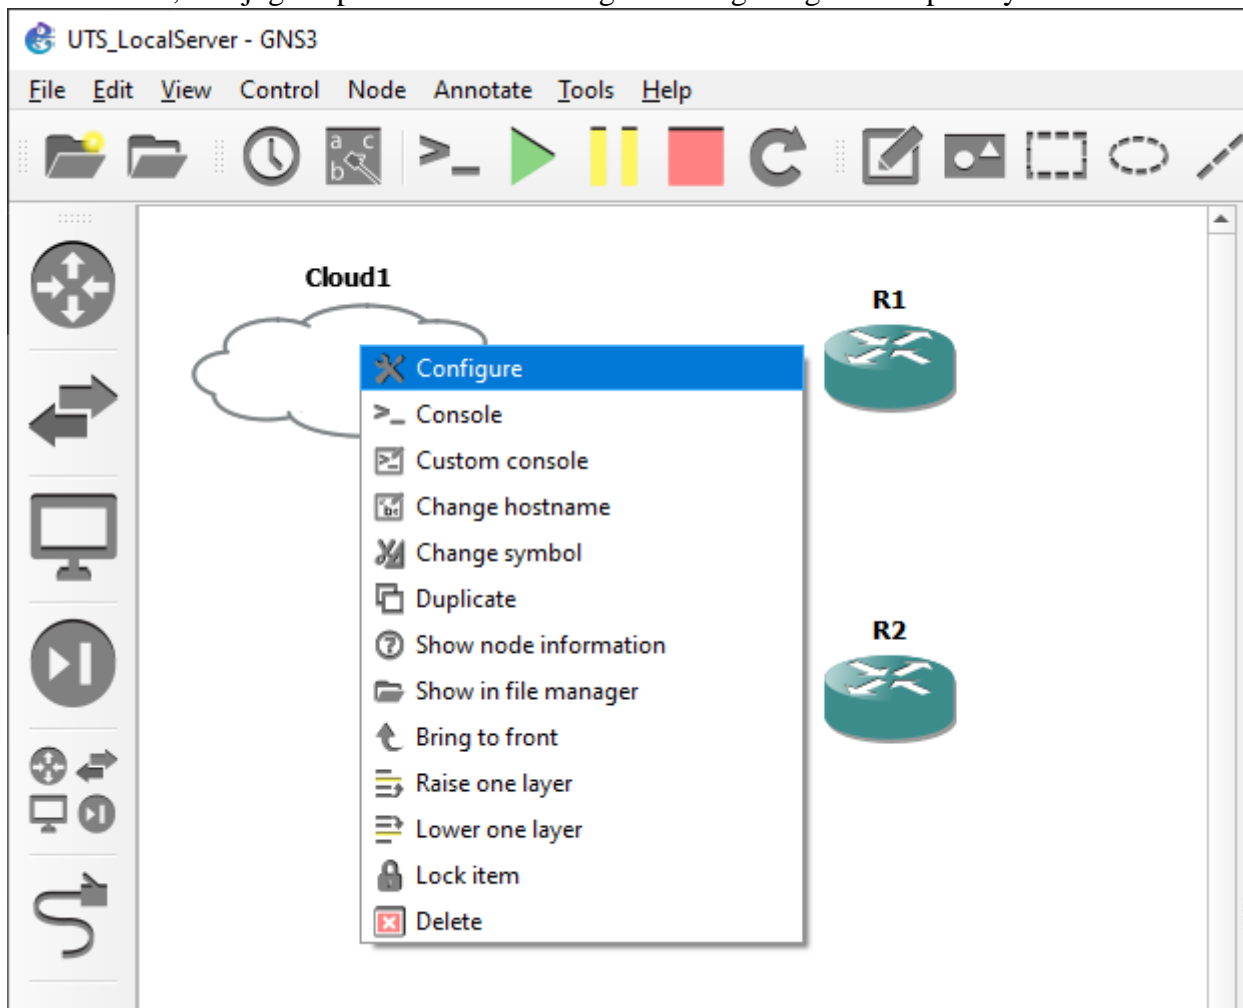 UTS_LocalServer - GNS3
File Edit View Control Node Annotate Tools Help
a c
b
Cloud1
R1
Configure
Console
Custom console
Change hostname
Change symbol
Duplicate
Show node information
R2
Show in file manager
Bring to front
Raise one layer
Lower one layer
Lock item
Delete